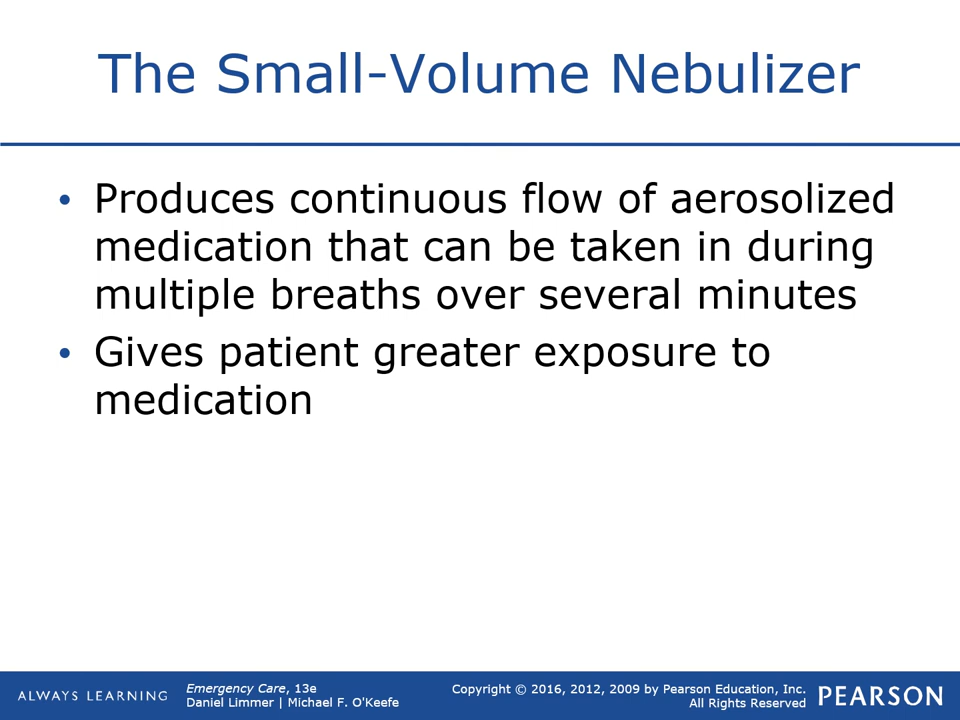 The Small-Volume Nebulizer
• Produces continuous flow of aerosolized
medication that can be taken in during
multiple breaths over several minutes
• Gives patient greater exposure to
medication
ALWAYS LEARNING
Emergency Care, 13e
Daniel Limmer | Michael F. O'Keefe
Copyright © 2016, 2012, 2009 by Pearson Education, Inc.
All Rights Reserved
PEARSON